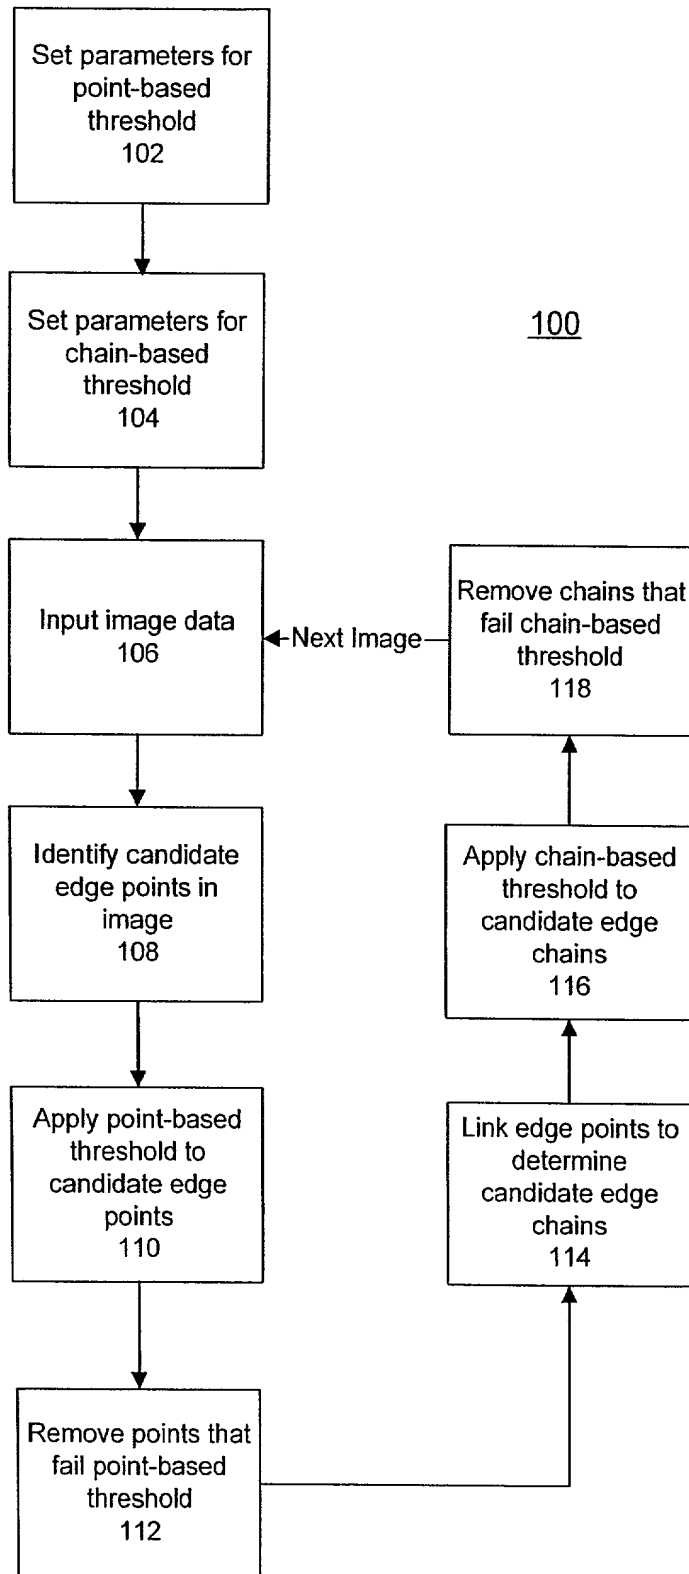 Set parameters for
point-based
threshold
102
Set parameters for
chain-based
threshold
104
100
Input image data
106
Next Image
Remove chains that
fail chain-based
threshold
118
Identify candidate
edge points in
image
108
Apply chain-based
threshold to
candidate edge
chains
116
Apply point-based
threshold to
candidate edge
points
110
Link edge points to
determine
candidate edge
chains
114
Remove points that
fail point-based
threshold
112